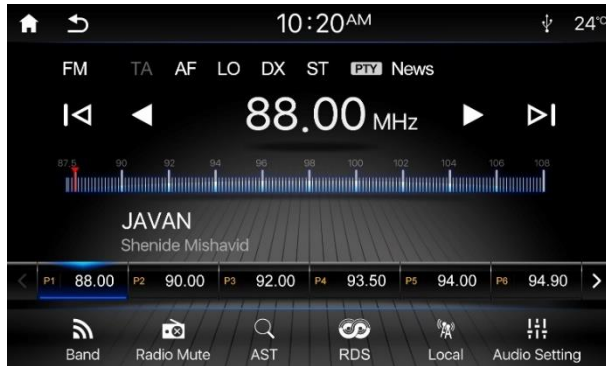 10:20AM 24°C
FM TA AF LO DX ST PTY News
88.00 MHz
87.5 90 92 94 96 98 100 102 104 106 108
JAVAN
Shenide Mishavid
P1 88.00 P2 90.00 P3 92.00 P4 93.50 P5 94.00 P6 94.90
Band Radio Mute AST RDS Local Audio Setting